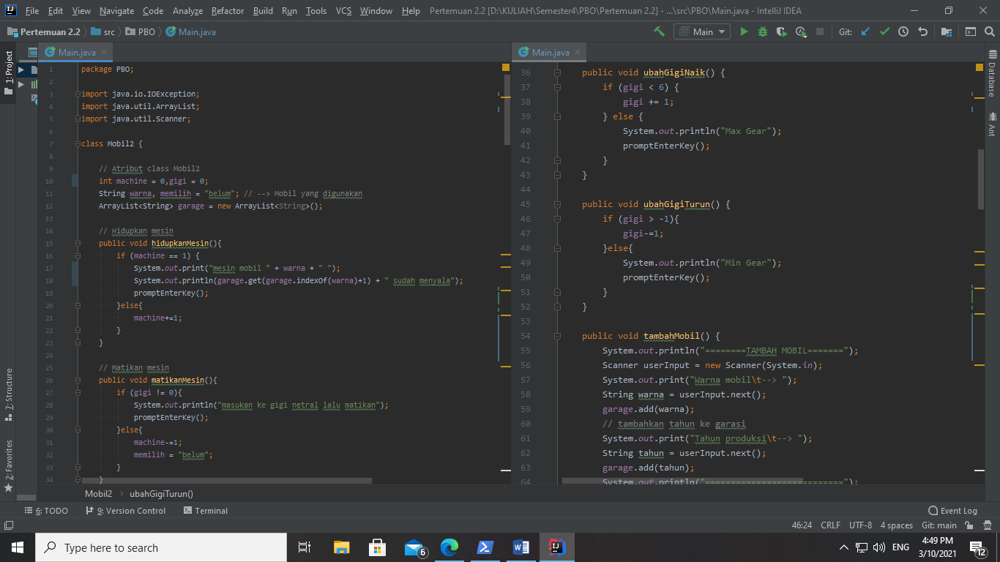 File Edit View Navigate Code Analyze Refactor Build Run Tools VCS Window Help Pertemuan 2.2 [D:\KULIAH\Semester4\PBO\Pertemuan 2.2] - ...\src\PBO\Main.java - IntelliJ IDEA
Pertemuan 2.2 src PBO Main.java Main Git:
1: Project
7: Structure
2: Favorites
Main.java
1 package PBO;
2
3 import java.io.IOException;
4 import java.util.ArrayList;
5 import java.util.Scanner;
6
7 class Mobil2 {
8
9 // Atribut class Mobil2
10 int machine = 0,gigi = 0;
11 String warna, memilih = "belum"; // --> Mobil yang digunakan
12 ArrayList<String> garage = new ArrayList<String>();
13
14 // Hidupkan mesin
15 public void hidupkanMesin(){
16 if (machine == 1) {
17 System.out.print("mesin mobil " + warna + " ");
18 System.out.println(garage.get(garage.indexOf(warna)+1) + " sudah menyala");
19 promptEnterKey();
20 }else{
21 machine+=1;
22 }
23 }
24
25 // Matikan mesin
26 public void matikanMesin(){
27 if (gigi != 0){
28 System.out.println("masukan ke gigi netral lalu matikan");
29 promptEnterKey();
30 }else{
31 machine-=1;
32 memilih = "belum";
33 }
34 }
Main.java
36 public void ubahGigiNaik() {
37 if (gigi < 6) {
38 gigi += 1;
39 } else {
40 System.out.println("Max Gear");
41 promptEnterKey();
42 }
43 }
44
45 public void ubahGigiTurun() {
46 if (gigi > -1){
47 gigi-=1;
48 }else{
49 System.out.println("Min Gear");
50 promptEnterKey();
51 }
52 }
53
54 public void tambahMobil() {
55 System.out.println("========TAMBAH MOBIL=======");
56 Scanner userInput = new Scanner(System.in);
57 System.out.print("Warna mobil\t--> ");
58 String warna = userInput.next();
59 garage.add(warna);
60 // tambahkan tahun ke garasi
61 System.out.print("Tahun produksi\t--> ");
62 String tahun = userInput.next();
63 garage.add(tahun);
64 System.out.println("===========================");
Database
Ant
Mobil2 ubahGigiTurun()
6: TODO 9: Version Control Terminal Event Log
46:24 CRLF UTF-8 4 spaces Git: main
Type here to search 6 ENG 4:49 PM
3/10/2021 12